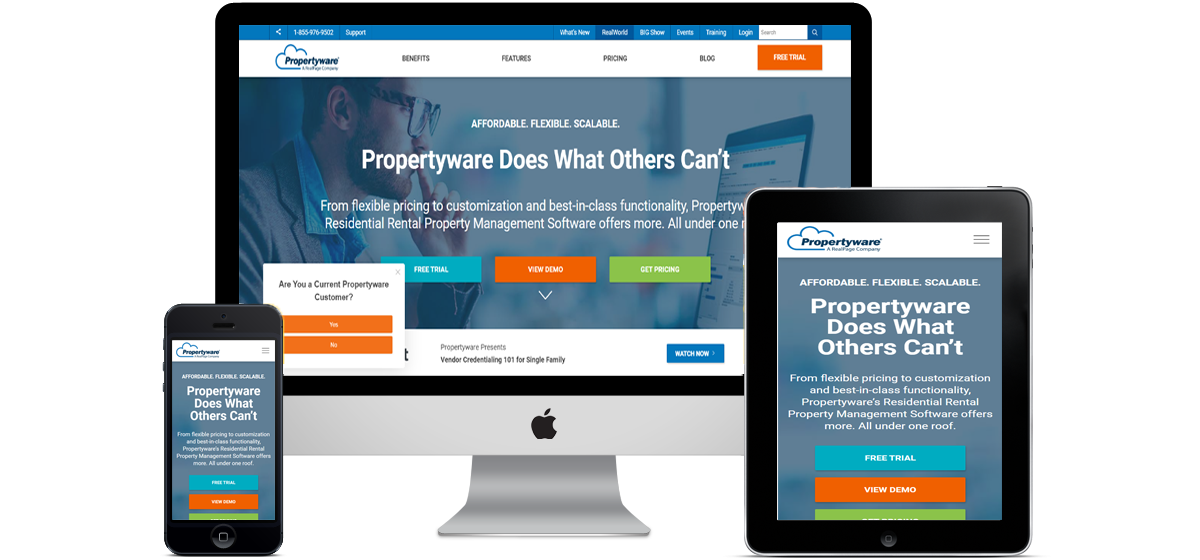 1-855-976-9502 Support What's New RealWorld BIG Show Events Training Login Search
Propertyware®
A RealPage Company
BENEFITS FEATURES PRICING BLOG FREE TRIAL
AFFORDABLE. FLEXIBLE. SCALABLE.
Propertyware Does What Others Can't
From flexible pricing to customization and best-in-class functionality,
Residential Rental Property Management Software offers more. All under one
FREE TRIAL VIEW DEMO GET PRICING
Are You a Current Propertyware
Customer?
Yes
No
Propertyware Presents
Vendor Credentialing 101 for Single Family
WATCH NOW
Propertyware
A RealPage Company
AFFORDABLE. FLEXIBLE. SCALABLE.
Propertyware
Does What
Others Can't
From flexible pricing to customization
and best-in-class functionality,
Propertyware's Residential Rental
Property Management Software offers
more. All under one roof.
FREE TRIAL
VIEW DEMO
Propertyware®
A RealPage Company
AFFORDABLE. FLEXIBLE. SCALABLE.
Propertyware
Does What
Others Can't
From flexible pricing to customization
and best-in-class functionality,
Propertyware's Residential Rental
Property Management Software offers
more. All under one roof.
FREE TRIAL
VIEW DEMO
GET PRICING